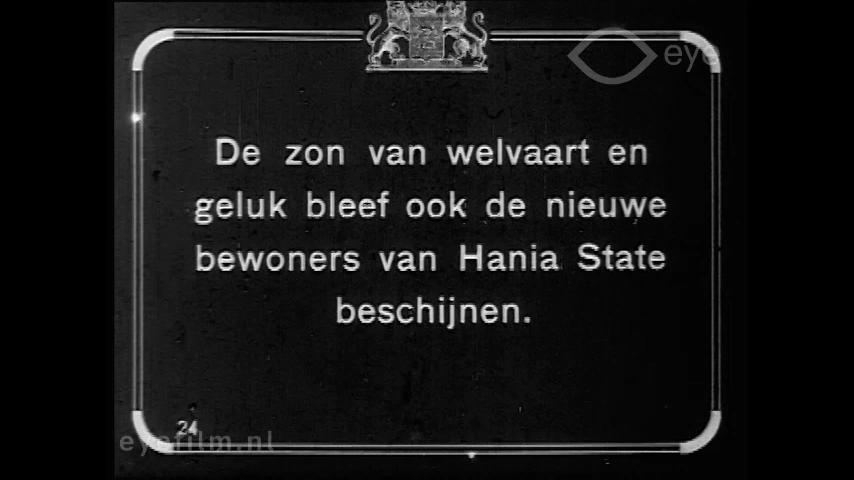 eye
De zon van welvaart en
geluk bleef ook de nieuwe
bewoners van Hania State
beschijnen.
24
eyefilm.nl